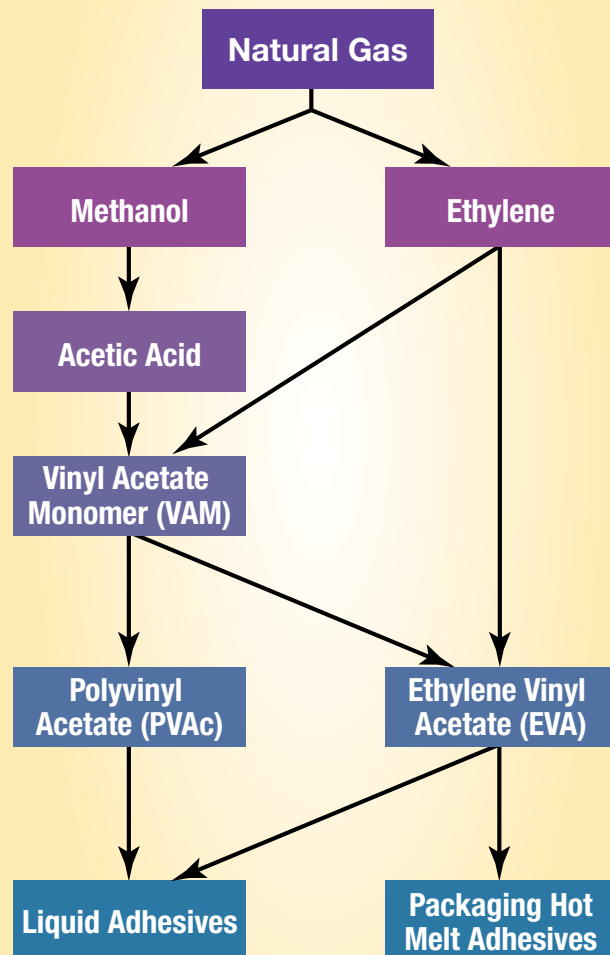 Natural Gas
Methanol
Ethylene
Acetic Acid
Vinyl Acetate
Monomer (VAM)
Polyvinyl
Acetate (PVAc)
Ethylene Vinyl
Acetate (EVA)
Liquid Adhesives
Packaging Hot
Melt Adhesives